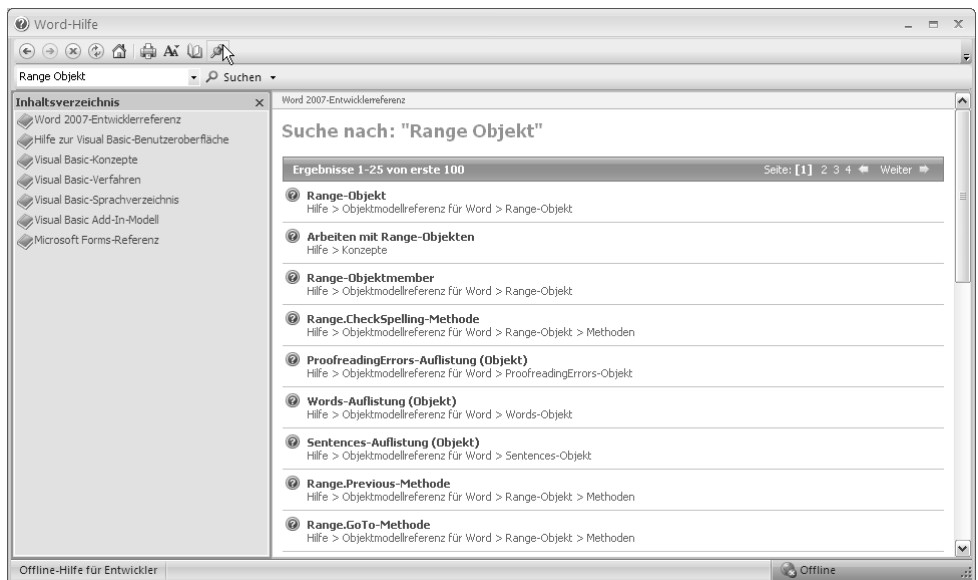 Word-Hilfe
Range Objekt
Suchen
Inhaltsverzeichnis
Word 2007-Entwicklerreferenz
Hilfe zur Visual Basic-Benutzeroberfläche
Visual Basic-Konzepte
Visual Basic-Verfahren
Visual Basic-Sprachverzeichnis
Visual Basic Add-In-Modell
Microsoft Forms-Referenz
Word 2007-Entwicklerreferenz
Suche nach: "Range Objekt"
Ergebnisse 1-25 von erste 100 Seite: [1] 2 3 4 Weiter
Range-Objekt
Hilfe > Objektmodellreferenz für Word > Range-Objekt
Arbeiten mit Range-Objekten
Hilfe > Konzepte
Range-Objektmember
Hilfe > Objektmodellreferenz für Word > Range-Objekt
Range.CheckSpelling-Methode
Hilfe > Objektmodellreferenz für Word > Range-Objekt > Methoden
ProofreadingErrors-Auflistung (Objekt)
Hilfe > Objektmodellreferenz für Word > ProofreadingErrors-Objekt
Words-Auflistung (Objekt)
Hilfe > Objektmodellreferenz für Word > Words-Objekt
Sentences-Auflistung (Objekt)
Hilfe > Objektmodellreferenz für Word > Sentences-Objekt
Range.Previous-Methode
Hilfe > Objektmodellreferenz für Word > Range-Objekt > Methoden
Range.GoTo-Methode
Hilfe > Objektmodellreferenz für Word > Range-Objekt > Methoden
Offline-Hilfe für Entwickler
Offline